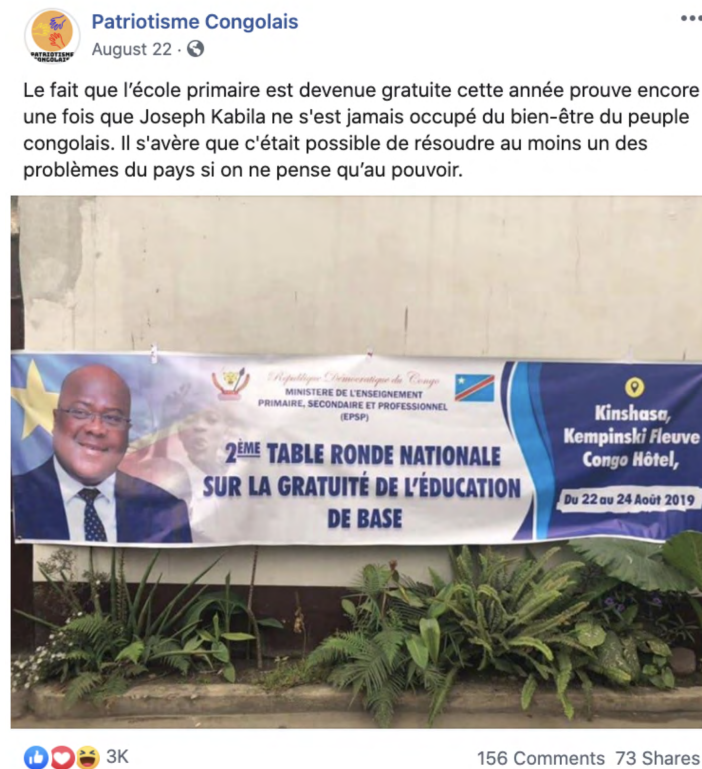 Patriotisme Congolais
August 22
Le fait que l’école primaire est devenue gratuite cette année prouve encore
une fois que Joseph Kabila ne s'est jamais occupé du bien-être du peuple
congolais. Il s'avère que c'était possible de résoudre au moins un des
problèmes du pays si on ne pense qu’au pouvoir.
République Démocratique du Congo
MINISTERE DE L'ENSEIGNEMENT
PRIMAIRE, SECONDAIRE ET PROFESSIONNEL
(EPSP)
2ÈME TABLE RONDE NATIONALE
SUR LA GRATUITÉ DE L'ÉDUCATION
DE BASE
Kinshasa,
Kempinski Fleuve
Congo Hôtel,
Du 22 au 24 Août 2019
3K
156 Comments 73 Shares